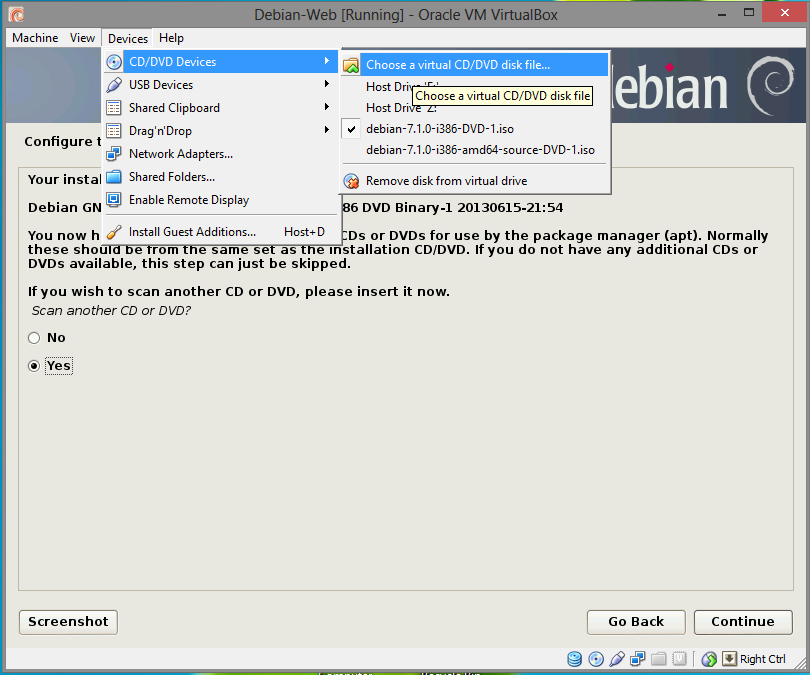 Debian-Web [Running] - Oracle VM VirtualBox
Machine View Devices Help
CD/DVD Devices
USB Devices
Shared Clipboard
Drag'n'Drop
Network Adapters...
Shared Folders...
Enable Remote Display
Install Guest Additions... Host+D
Choose a virtual CD/DVD disk file...
Host Drive
Choose a virtual CD/DVD disk file
Host Drive 'Z:'
debian-7.1.0-i386-DVD-1.iso
debian-7.1.0-i386-amd64-source-DVD-1.iso
Remove disk from virtual drive
ebian
Configure t
Your instal
Debian GN 86 DVD Binary-1 20130615-21:54
You now h CDs or DVDs for use by the package manager (apt). Normally
these should be from the same set as the installation CD/DVD. If you do not have any additional CDs or
DVDs available, this step can just be skipped.
If you wish to scan another CD or DVD, please insert it now.
Scan another CD or DVD?
No
Yes
Screenshot Go Back Continue
Right Ctrl